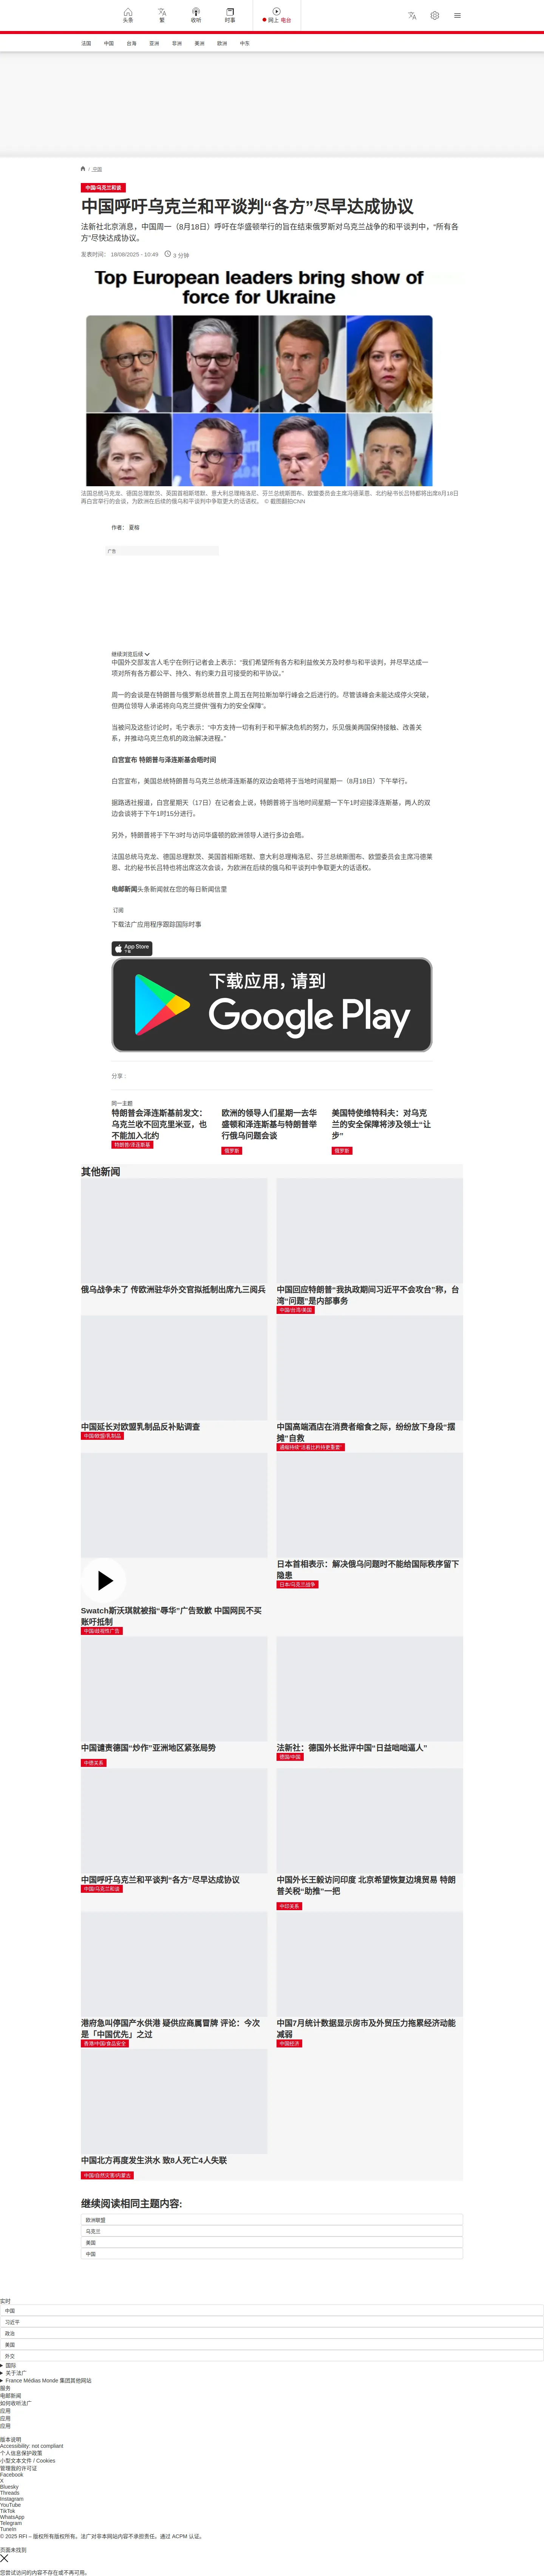 头条
繁
收听
时事
网上 电台
法国
中国
台海
亚洲
非洲
美洲
欧洲
中东
/ 中国
中国/乌克兰和谈
中国呼吁乌克兰和平谈判“各方”尽早达成协议
法新社北京消息，中国周一（8月18日）呼吁在华盛顿举行的旨在结束俄罗斯对乌克兰战争的和平谈判中，“所有各
方”尽快达成协议。
发表时间： 18/08/2025 - 10:49
3 分钟
Top European leaders bring show of
force for Ukraine
法国总统马克龙、德国总理默茨、英国首相斯塔默、意大利总理梅洛尼、芬兰总统斯图布、欧盟委员会主席冯德莱恩、北约秘书长吕特都将出席8月18日
再白宫举行的会谈，为欧洲在后续的俄乌和平谈判中争取更大的话语权。 © 截图翻拍CNN
作者： 夏榕
广告
继续浏览后续
中国外交部发言人毛宁在例行记者会上表示：“我们希望所有各方和利益攸关方及时参与和平谈判，并尽早达成一
项对所有各方都公平、持久、有约束力且可接受的和平协议。”
周一的会谈是在特朗普与俄罗斯总统普京上周五在阿拉斯加举行峰会之后进行的。尽管该峰会未能达成停火突破，
但两位领导人承诺将向乌克兰提供“强有力的安全保障”。
当被问及这些讨论时，毛宁表示：“中方支持一切有利于和平解决危机的努力，乐见俄美两国保持接触、改善关
系，并推动乌克兰危机的政治解决进程。”
白宫宣布 特朗普与泽连斯基会晤时间
白宫宣布，美国总统特朗普与乌克兰总统泽连斯基的双边会晤将于当地时间星期一（8月18日）下午举行。
据路透社报道，白宫星期天（17日）在记者会上说，特朗普将于当地时间星期一下午1时迎接泽连斯基，两人的双
边会谈将于下午1时15分进行。
另外，特朗普将于下午3时与访问华盛顿的欧洲领导人进行多边会晤。
法国总统马克龙、德国总理默茨、英国首相斯塔默、意大利总理梅洛尼、芬兰总统斯图布、欧盟委员会主席冯德莱
恩、北约秘书长吕特也将出席这次会谈，为欧洲在后续的俄乌和平谈判中争取更大的话语权。
电邮新闻头条新闻就在您的每日新闻信里
订阅
下载法广应用程序跟踪国际时事
App Store
下载
下载应用，请到
Google Play
分享 :
同一主题
特朗普会泽连斯基前发文：
乌克兰收不回克里米亚，也
不能加入北约
特朗普/泽连斯基
欧洲的领导人们星期一去华
盛顿和泽连斯基与特朗普举
行俄乌问题会谈
俄罗斯
美国特使维特科夫：对乌克
兰的安全保障将涉及领土“让
步”
俄罗斯
其他新闻
俄乌战争未了 传欧洲驻华外交官拟抵制出席九三阅兵
中国回应特朗普“我执政期间习近平不会攻台”称，台
湾“问题”是内部事务
中国/台湾/美国
中国延长对欧盟乳制品反补贴调查
中国/欧盟/乳制品
中国高端酒店在消费者缩食之际，纷纷放下身段“摆
摊”自救
通缩持续“活着比矜持更重要”
Swatch斯沃琪就被指“辱华”广告致歉 中国网民不买
账吁抵制
中国/歧视性广告
日本首相表示：解决俄乌问题时不能给国际秩序留下
隐患
日本/乌克兰战争
中国谴责德国“炒作”亚洲地区紧张局势
中德关系
法新社：德国外长批评中国“日益咄咄逼人”
德国/中国
中国呼吁乌克兰和平谈判“各方”尽早达成协议
中国/乌克兰和谈
中国外长王毅访问印度 北京希望恢复边境贸易 特朗
普关税“助推”一把
中印关系
港府急叫停国产水供港 疑供应商属冒牌 评论：今次
是「中国优先」之过
香港/中国/食品安全
中国7月统计数据显示房市及外贸压力拖累经济动能
减弱
中国经济
中国北方再度发生洪水 致8人死亡4人失联
中国/自然灾害/内蒙古
继续阅读相同主题内容:
欧洲联盟
乌克兰
美国
中国
实时
中国
习近平
政治
美国
外交
国际
关于法广
France Médias Monde 集团其他网站
服务
电邮新闻
如何收听法广
应用
应用
应用
版本说明
Accessibility: not compliant
个人信息保护政策
小型文本文件 / Cookies
管理我的许可证
Facebook
X
Bluesky
Threads
Instagram
YouTube
TikTok
WhatsApp
Telegram
TuneIn
© 2025 RFI – 版权所有版权所有。法广对非本网站内容不承担责任。通过 ACPM 认证。
页面未找到
您尝试访问的内容不存在或不再可用。